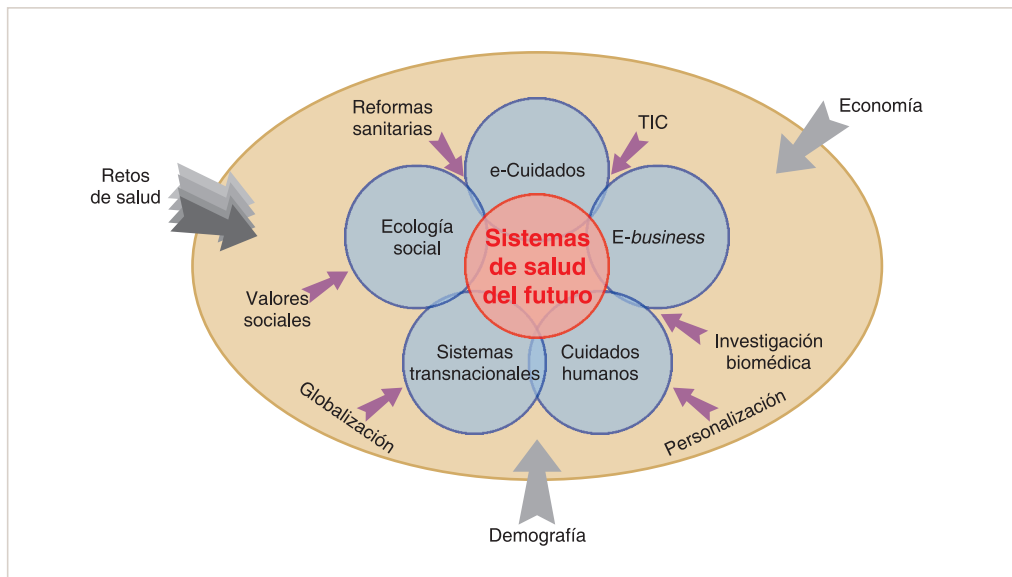 Reformas
sanitarias
TIC
Economía
Retos
de salud
e-Cuidados
Ecología
social
E-business
Sistemas
de salud
del futuro
Valores
sociales
Sistemas
transnacionales
Cuidados
humanos
Investigación
biomédica
Globalización
Personalización
Demografía